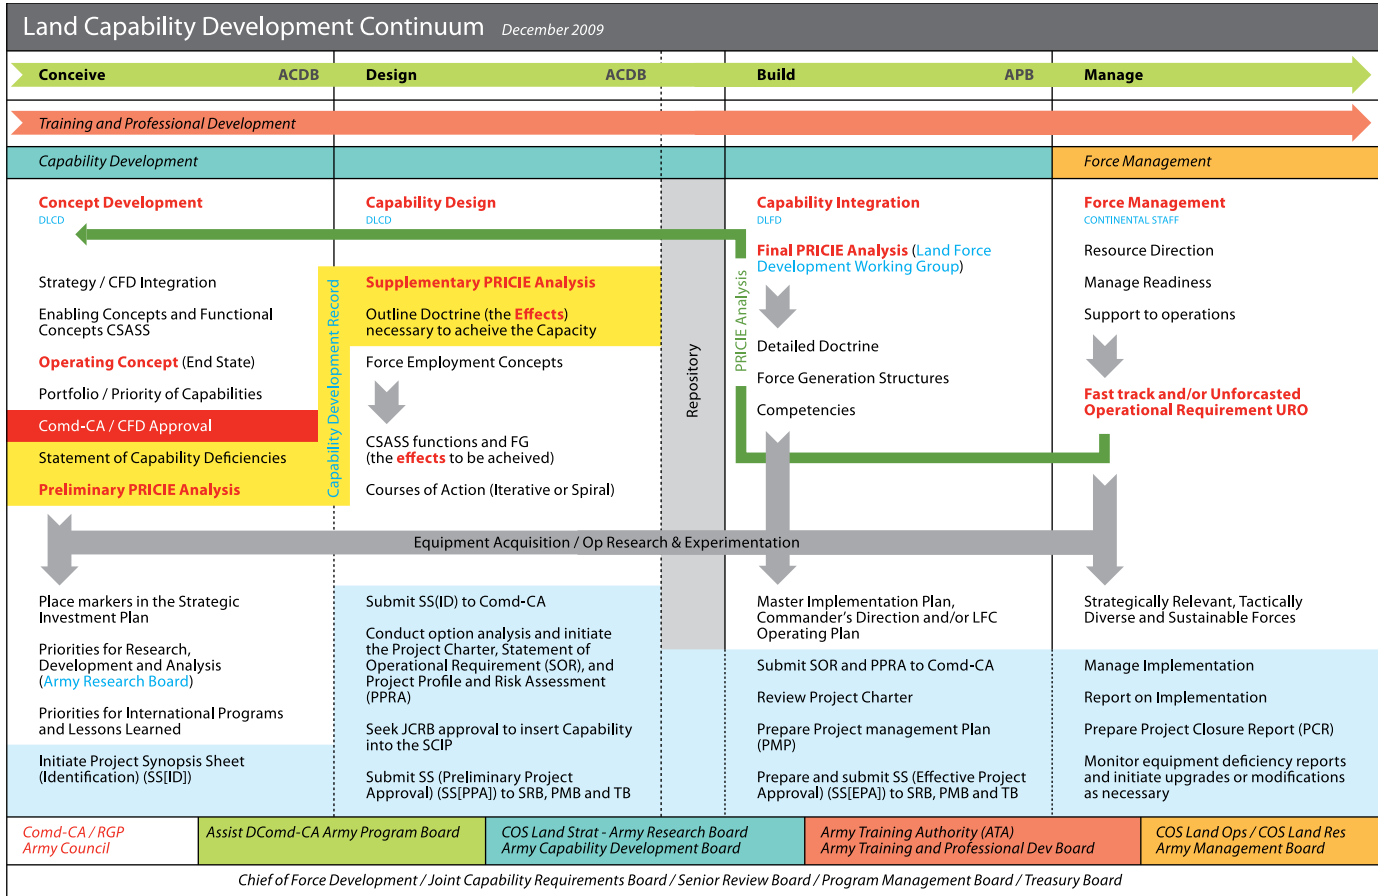 Land Capability Development Continuum December 2009
Conceive ACDB
Design ACDB
Build APB
Manage
Training and Professional Development
Capability Development
Force Management
Concept Development
DLCD
Strategy / CFD Integration
Enabling Concepts and Functional
Concepts CSASS
Operating Concept (End State)
Portfolio / Priority of Capabilities
Comd-CA / CFD Approval
Statement of Capability Deficiencies
Preliminary PRICIE Analysis
Capability Development Record
Capability Design
DLCD
Supplementary PRICIE Analysis
Outline Doctrine (the Effects)
necessary to acheive the Capacity
Force Employment Concepts
CSASS functions and FG
(the effects to be acheived)
Courses of Action (Iterative or Spiral)
Repository
PRICIE Analysis
Capability Integration
DLFD
Final PRICIE Analysis (Land Force
Development Working Group)
Detailed Doctrine
Force Generation Structures
Competencies
Force Management
CONTINENTAL STAFF
Resource Direction
Manage Readiness
Support to operations
Fast track and/or Unforcasted
Operational Requirement URO
Equipment Acquisition / Op Research & Experimentation
Place markers in the Strategic
Investment Plan
Priorities for Research,
Development and Analysis
(Army Research Board)
Priorities for International Programs
and Lessons Learned
Initiate Project Synopsis Sheet
(Identification) (SS[ID])
Submit SS(ID) to Comd-CA
Conduct option analysis and initiate
the Project Charter, Statement of
Operational Requirement (SOR), and
Project Profile and Risk Assessment
(PPRA)
Seek JCRB approval to insert Capability
into the SCIP
Submit SS (Preliminary Project
Approval) (SS[PPA]) to SRB, PMB and TB
Master Implementation Plan,
Commander's Direction and/or LFC
Operating Plan
Submit SOR and PPRA to Comd-CA
Review Project Charter
Prepare Project management Plan
(PMP)
Prepare and submit SS (Effective Project
Approval) (SS[EPA]) to SRB, PMB and TB
Strategically Relevant, Tactically
Diverse and Sustainable Forces
Manage Implementation
Report on Implementation
Prepare Project Closure Report (PCR)
Monitor equipment deficiency reports
and initiate upgrades or modifications
as necessary
Comd-CA / RGP
Army Council
Assist DComd-CA Army Program Board
COS Land Strat - Army Research Board
Army Capability Development Board
Army Training Authority (ATA)
Army Training and Professional Dev Board
COS Land Ops / COS Land Res
Army Management Board
Chief of Force Development / Joint Capability Requirements Board / Senior Review Board / Program Management Board / Treasury Board